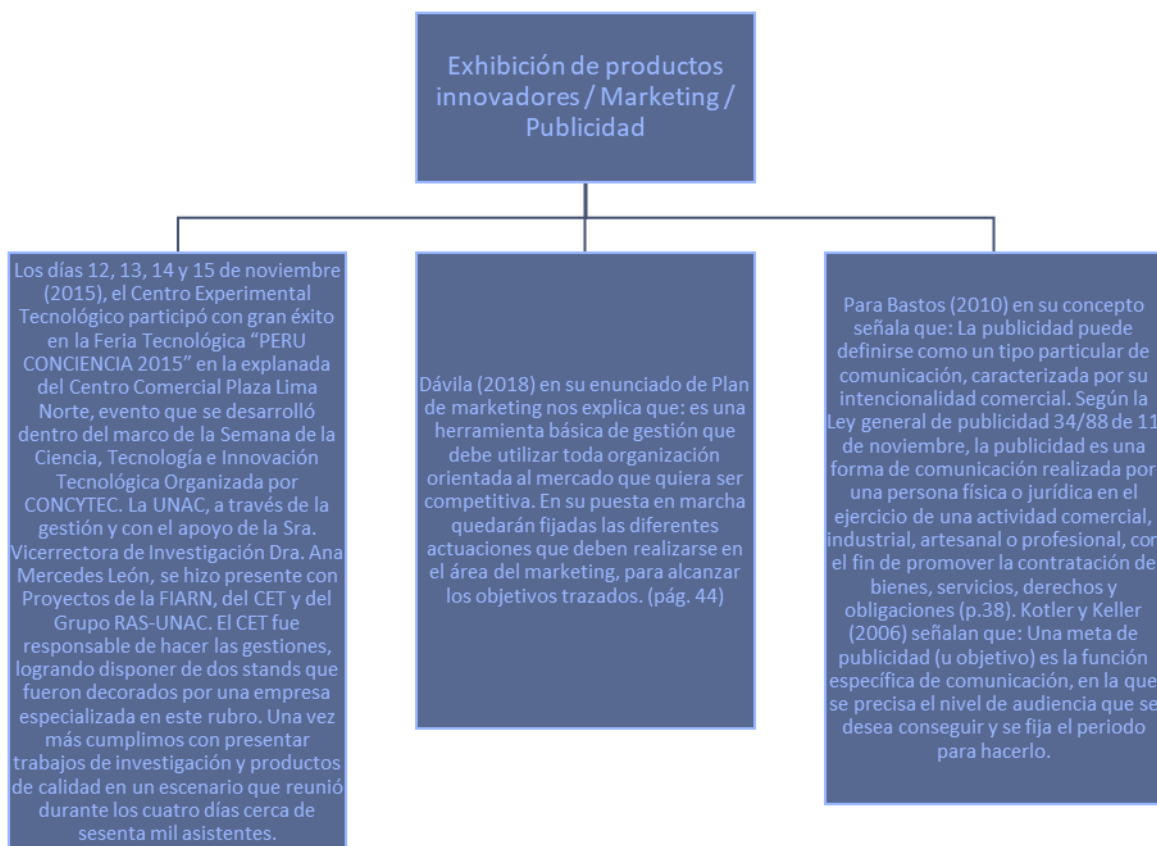 Exhibición de productos
innovadores / Marketing /
Publicidad
Los días 12, 13, 14 y 15 de noviembre
(2015), el Centro Experimental
Tecnológico participó con gran éxito
en la Feria Tecnológica “PERU
CONCIENCIA 2015” en la explanada
del Centro Comercial Plaza Lima
Norte, evento que se desarrolló
dentro del marco de la Semana de la
Ciencia, Tecnología e Innovación
Tecnológica Organizada por
CONCYTEC. La UNAC, a través de la
gestión y con el apoyo de la Sra.
Vicerrectora de Investigación Dra. Ana
Mercedes León, se hizo presente con
Proyectos de la FIARN, del CET y del
Grupo RAS-UNAC. El CET fue
responsable de hacer las gestiones,
logrando disponer de dos stands que
fueron decorados por una empresa
especializada en este rubro. Una vez
más cumplimos con presentar
trabajos de investigación y productos
de calidad en un escenario que reunió
durante los cuatro días cerca de
sesenta mil asistentes.
Dávila (2018) en su enunciado de Plan
de marketing nos explica que: es una
herramienta básica de gestión que
debe utilizar toda organización
orientada al mercado que quiera ser
competitiva. En su puesta en marcha
quedarán fijadas las diferentes
actuaciones que deben realizarse en
el área del marketing, para alcanzar
los objetivos trazados. (pág. 44)
Para Bastos (2010) en su concepto
señala que: La publicidad puede
definirse como un tipo particular de
comunicación, caracterizada por su
intencionalidad comercial. Según la
Ley general de publicidad 34/88 de 11
de noviembre, la publicidad es una
forma de comunicación realizada por
una persona física o jurídica en el
ejercicio de una actividad comercial,
industrial, artesanal o profesional, con
el fin de promover la contratación de
bienes, servicios, derechos y
obligaciones (p.38). Kotler y Keller
(2006) señalan que: Una meta de
publicidad (u objetivo) es la función
específica de comunicación, en la que
se precisa el nivel de audiencia que se
desea conseguir y se fija el periodo
para hacerlo.